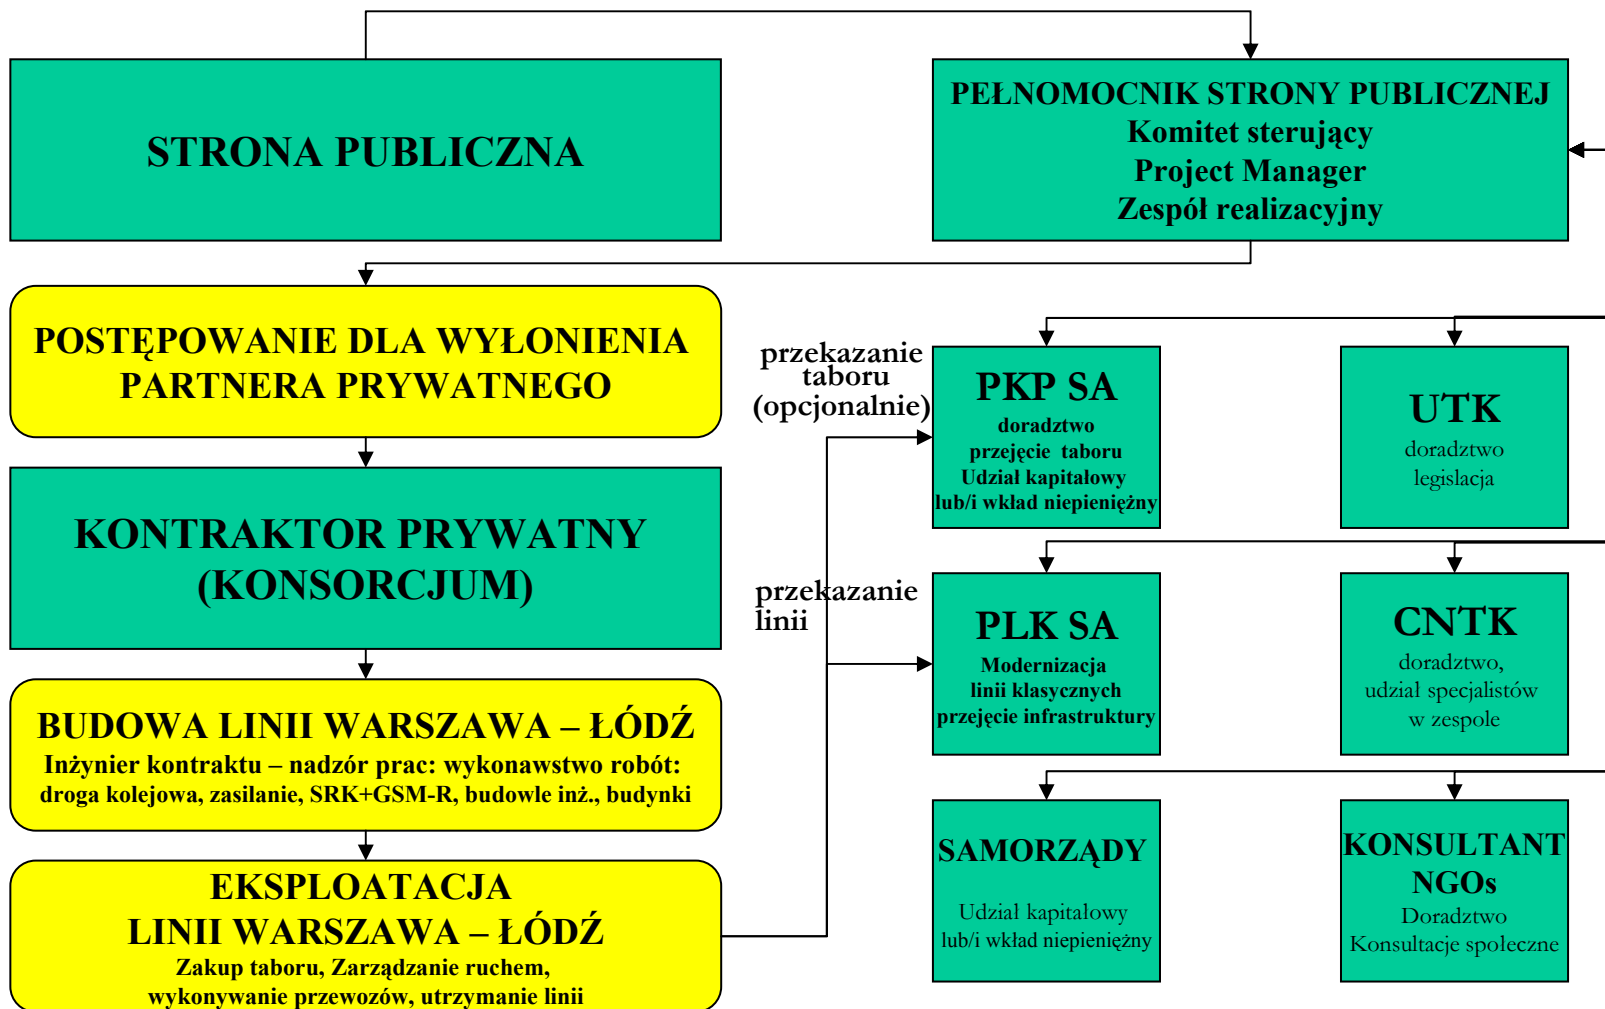 STRONA PUBLICZNA
PEŁNOMOCNIK STRONY PUBLICZNEJ
Komitet sterujący
Project Manager
Zespół realizacyjny
POSTĘPOWANIE DLA WYŁONIENIA
PARTNERA PRYWATNEGO
KONTRAKTOR PRYWATNY
(KONSORCJUM)
BUDOWA LINII WARSZAWA – ŁÓDŹ
Inżynier kontraktu – nadzór prac: wykonawstwo robót:
droga kolejowa, zasilanie, SRK+GSM-R, budowle inż., budynki
EKSPLOATACJA
LINII WARSZAWA – ŁÓDŹ
Zakup taboru, Zarządzanie ruchem,
wykonywanie przewozów, utrzymanie linii
przekazanie
taboru
(opcjonalnie)
przekazanie
linii
PKP SA
doradztwo
przejęcie taboru
Udział kapitałowy
lub/i wkład niepieniężny
UTK
doradztwo
legislacja
PLK SA
Modernizacja
linii klasycznych
przejęcie infrastruktury
CNTK
doradztwo,
udział specjalistów
w zespole
SAMORZĄDY
Udział kapitałowy
lub/i wkład niepieniężny
KONSULTANT
NGOs
Doradztwo
Konsultacje społeczne